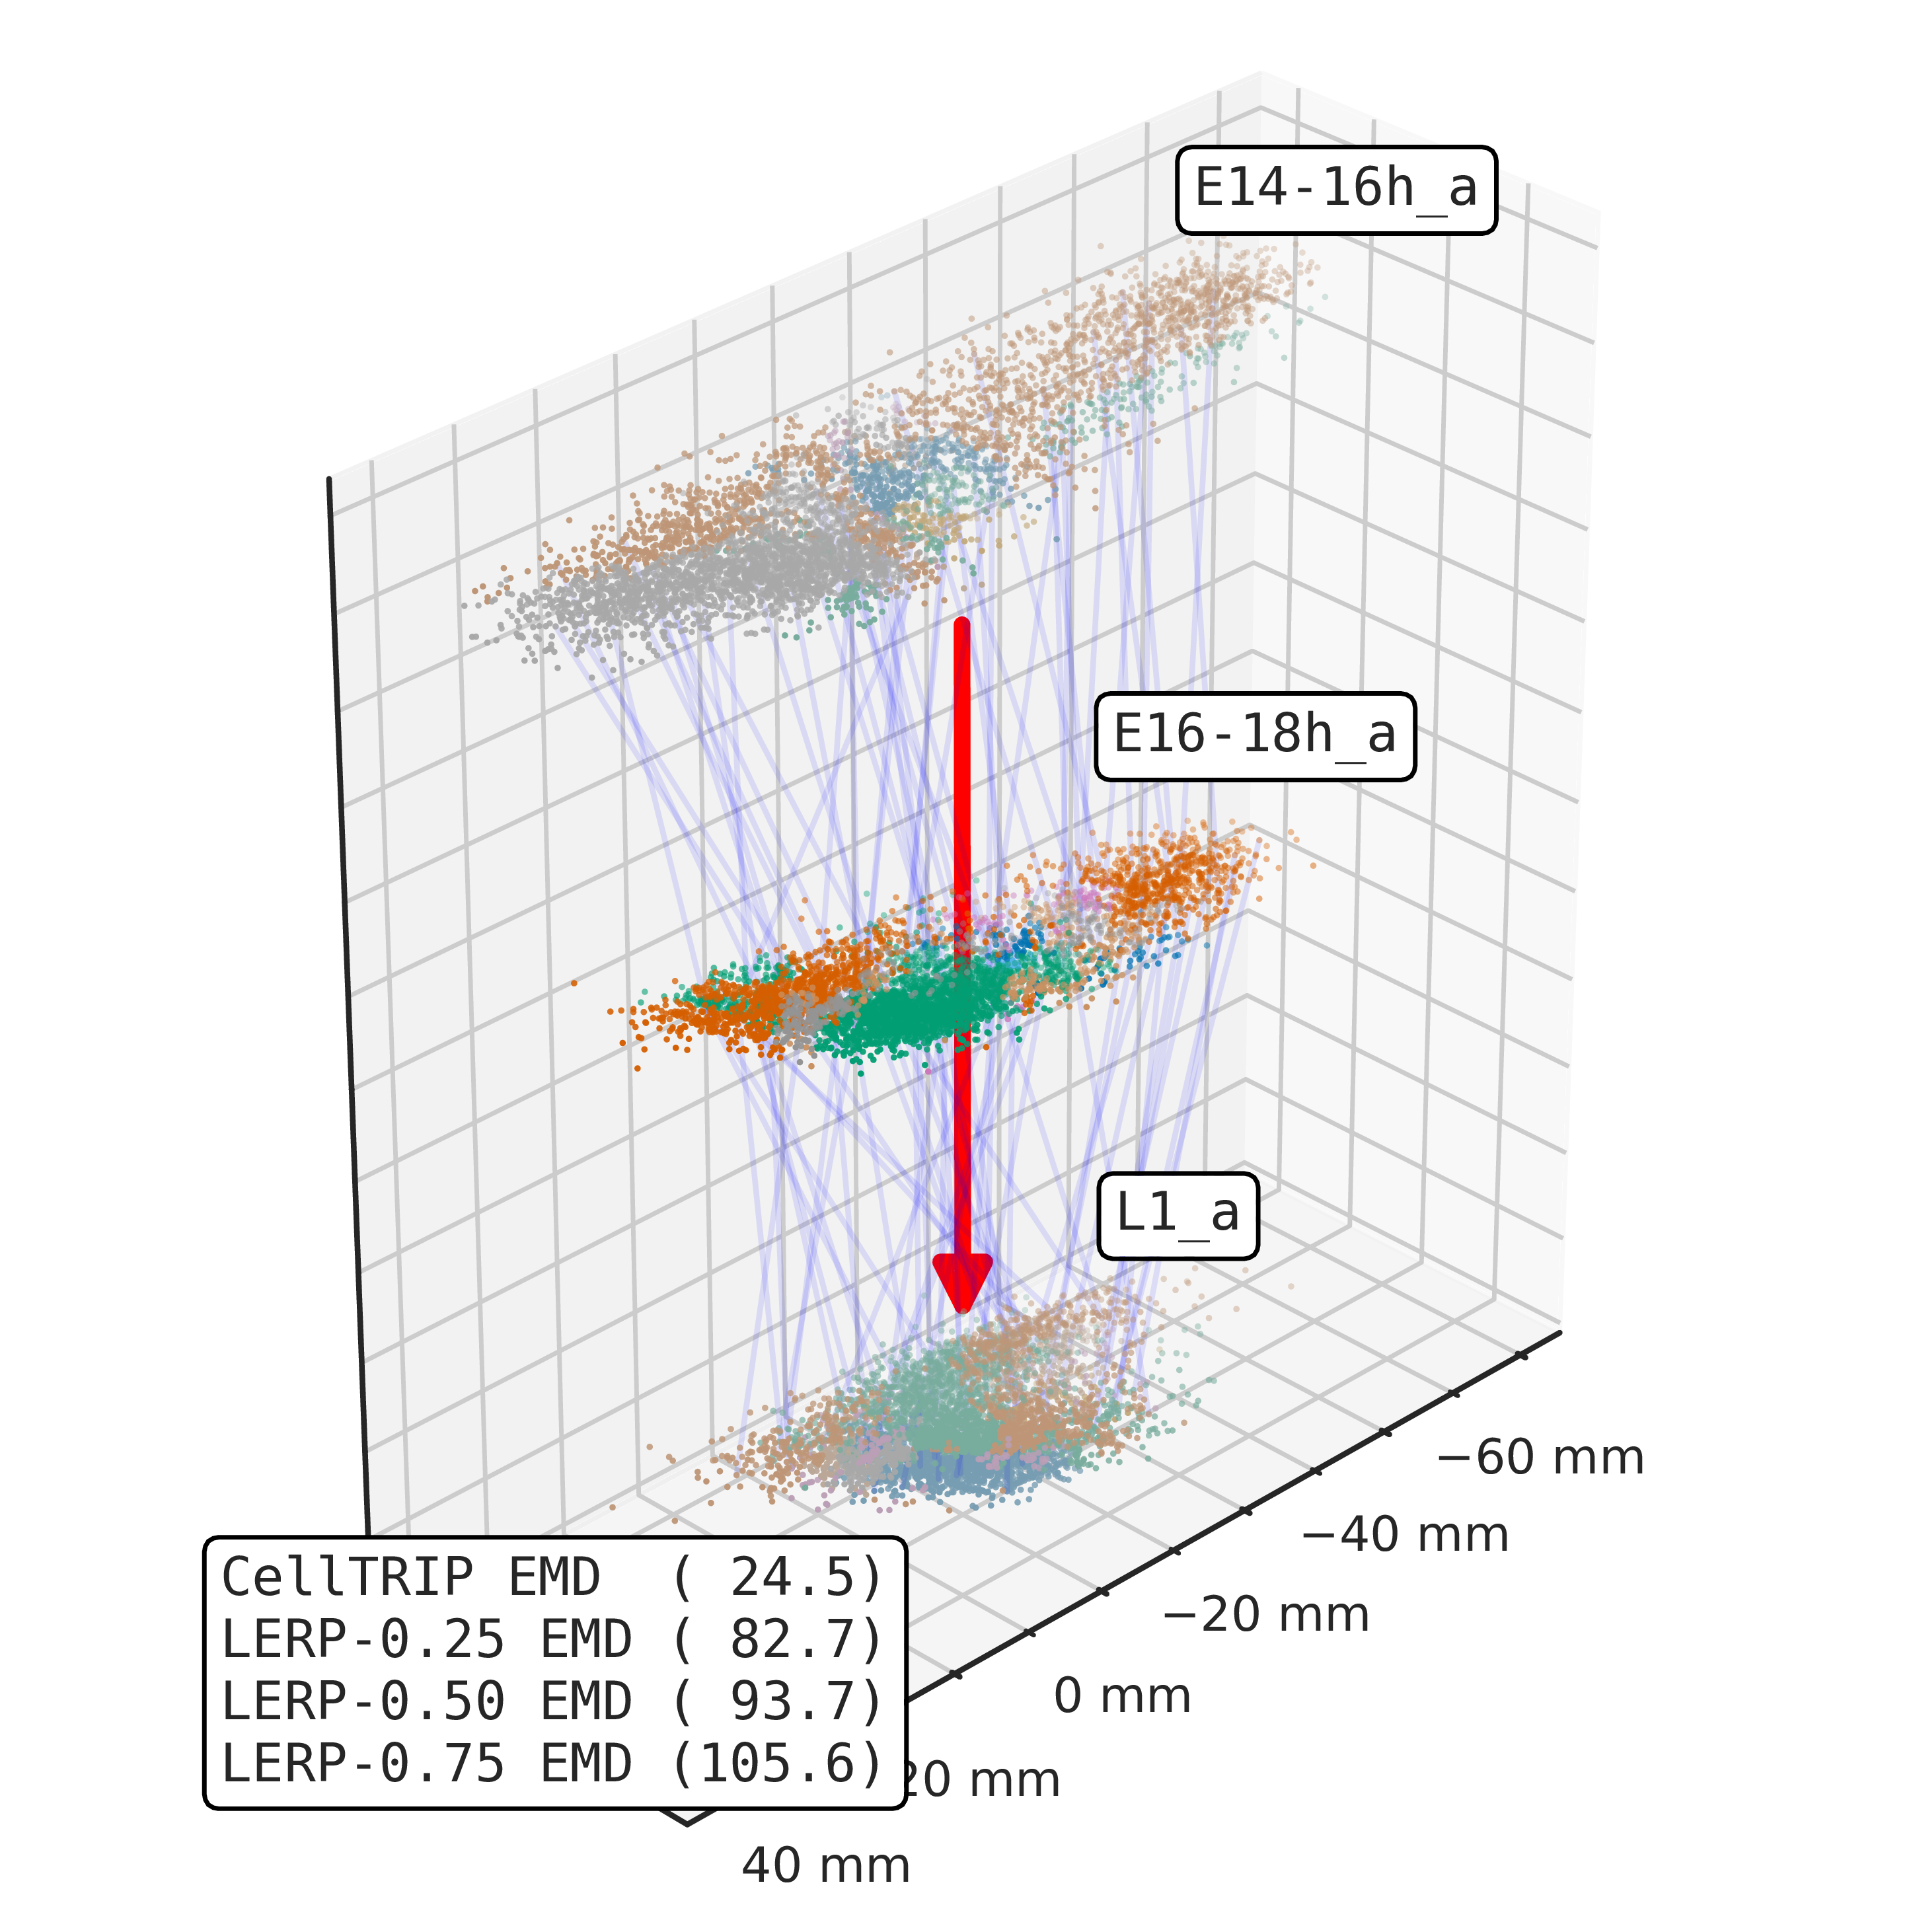 E14-16h_a
E16-18h_a
L1_a
−60 mm
−40 mm
−20 mm
0 mm
20 mm
40 mm
CellTRIP EMD  ( 24.5)
LERP-0.25 EMD ( 82.7)
LERP-0.50 EMD ( 93.7)
LERP-0.75 EMD (105.6)